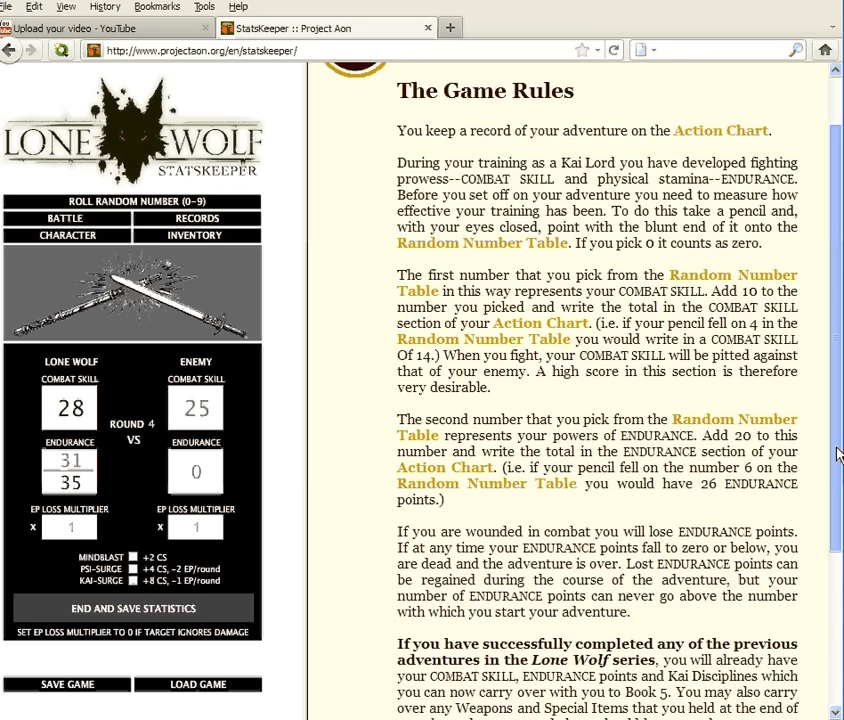 File Edit View History Bookmarks Tools Help
Upload your video - YouTube
StatsKeeper :: Project Aon
http://www.projectaon.org/en/statskeeper/
LONE WOLF
STATSKEEPER
ROLL RANDOM NUMBER (0-9)
BATTLE RECORDS
CHARACTER INVENTORY
LONE WOLF ENEMY
COMBAT SKILL COMBAT SKILL
28 25
ROUND 4
VS
ENDURANCE ENDURANCE
31
35
0
EP LOSS MULTIPLIER EP LOSS MULTIPLIER
x 1 x 1
MINDBLAST +2 CS
PSI-SURGE +4 CS, -2 EP/round
KAI-SURGE +8 CS, -1 EP/round
END AND SAVE STATISTICS
SET EP LOSS MULTIPLIER TO 0 IF TARGET IGNORES DAMAGE
SAVE GAME LOAD GAME
The Game Rules
You keep a record of your adventure on the Action Chart.
During your training as a Kai Lord you have developed fighting
prowess--COMBAT SKILL and physical stamina--ENDURANCE.
Before you set off on your adventure you need to measure how
effective your training has been. To do this take a pencil and,
with your eyes closed, point with the blunt end of it onto the
Random Number Table. If you pick 0 it counts as zero.
The first number that you pick from the Random Number
Table in this way represents your COMBAT SKILL. Add 10 to the
number you picked and write the total in the COMBAT SKILL
section of your Action Chart. (i.e. if your pencil fell on 4 in the
Random Number Table you would write in a COMBAT SKILL
Of 14.) When you fight, your COMBAT SKILL will be pitted against
that of your enemy. A high score in this section is therefore
very desirable.
The second number that you pick from the Random Number
Table represents your powers of ENDURANCE. Add 20 to this
number and write the total in the ENDURANCE section of your
Action Chart. (i.e. if your pencil fell on the number 6 on the
Random Number Table you would have 26 ENDURANCE
points.)
If you are wounded in combat you will lose ENDURANCE points.
If at any time your ENDURANCE points fall to zero or below, you
are dead and the adventure is over. Lost ENDURANCE points can
be regained during the course of the adventure, but your
number of ENDURANCE points can never go above the number
with which you start your adventure.
If you have successfully completed any of the previous
adventures in the Lone Wolf series, you will already have
your COMBAT SKILL, ENDURANCE points and Kai Disciplines which
you can now carry over with you to Book 5. You may also carry
over any Weapons and Special Items that you held at the end of